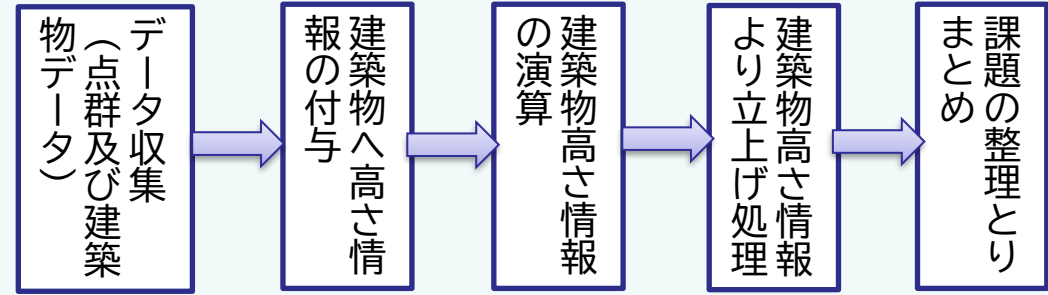 データ収集
（点群及び建築
物データ）
建築物へ高さ情
報の付与
建築物高さ情報
の演算
建築物高さ情報
より立上げ処理
課題の整理とり
まとめ